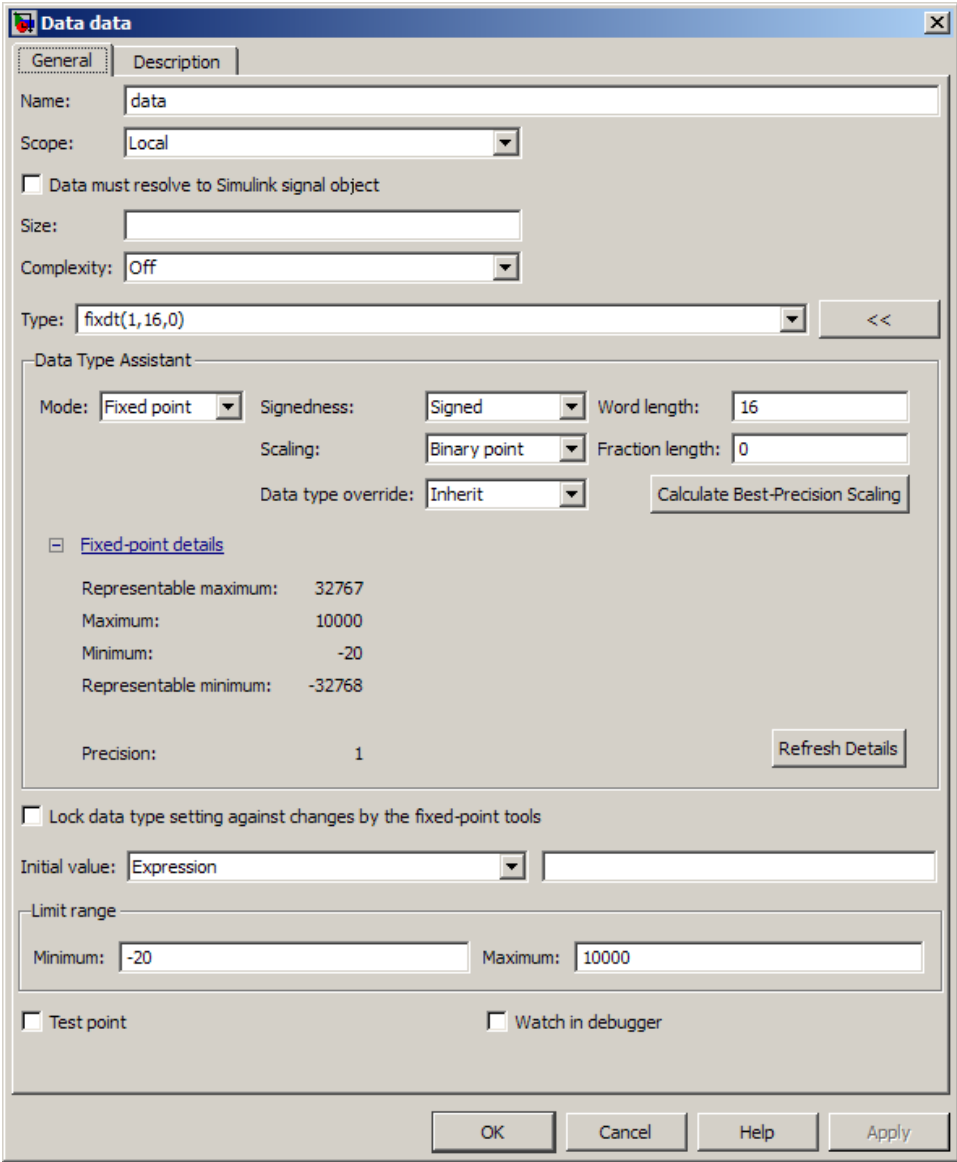 Data data
General Description
Name: data
Scope: Local
Data must resolve to Simulink signal object
Size:
Complexity: Off
Type: fixdt(1,16,0) <<
Data Type Assistant
Mode: Fixed point Signedness: Signed Word length: 16
Scaling: Binary point Fraction length: 0
Data type override: Inherit Calculate Best-Precision Scaling
Fixed-point details
Representable maximum: 32767
Maximum: 10000
Minimum: -20
Representable minimum: -32768
Precision: 1 Refresh Details
Lock data type setting against changes by the fixed-point tools
Initial value: Expression
Limit range
Minimum: -20 Maximum: 10000
Test point Watch in debugger
OK Cancel Help Apply